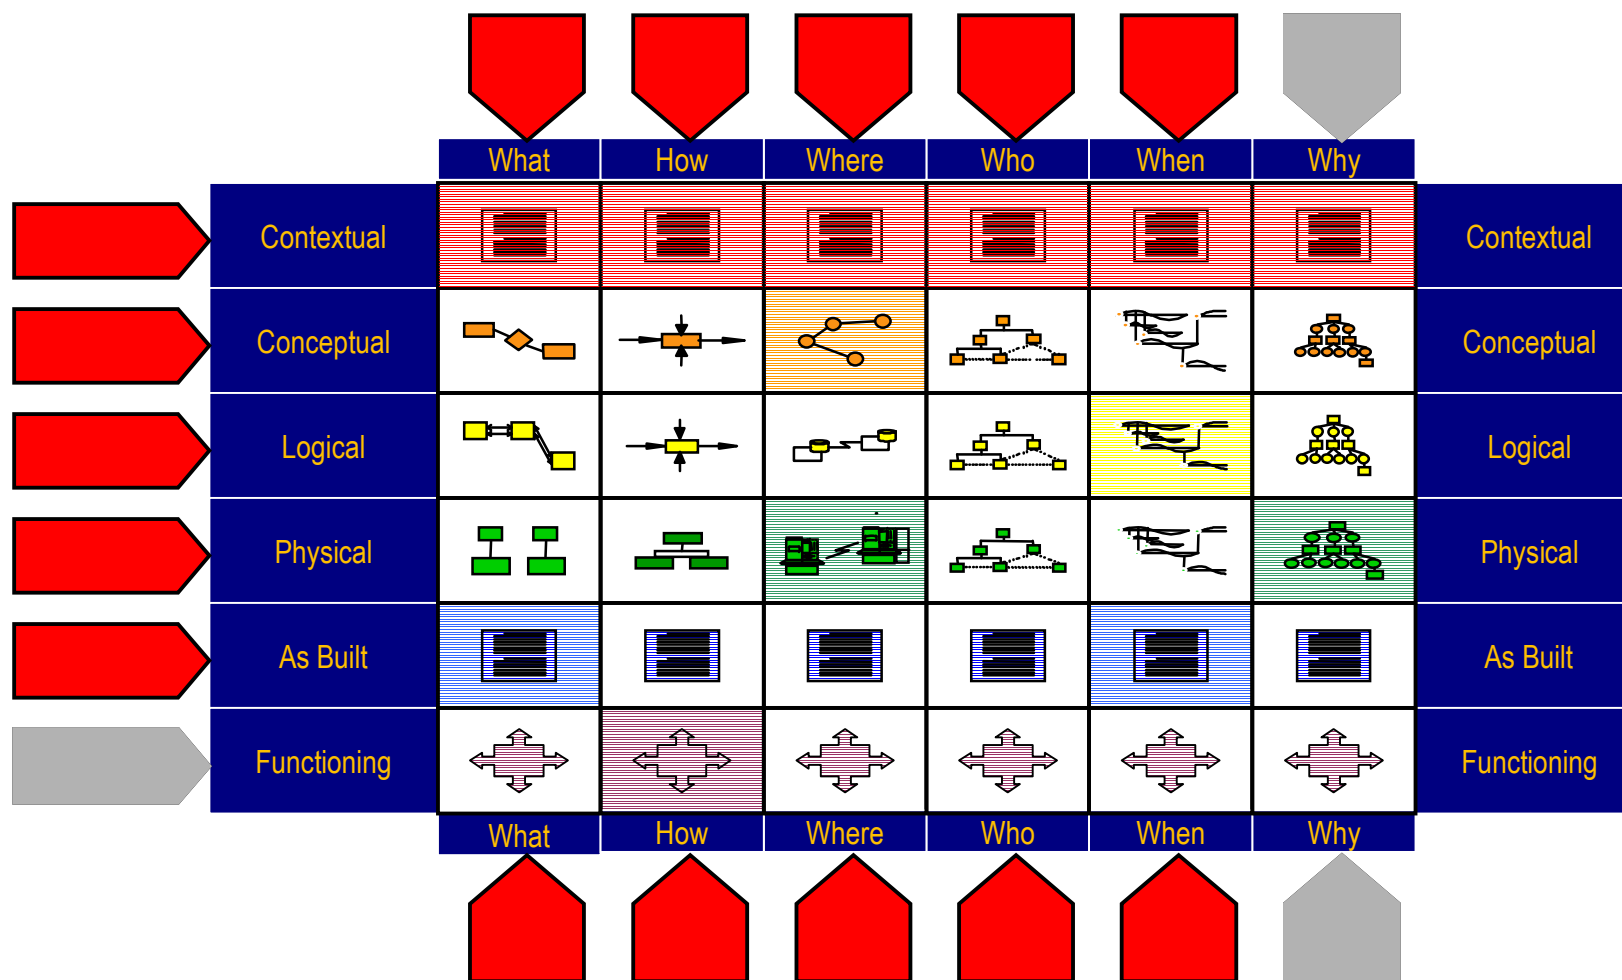 What How Where Who When Why
Contextual Contextual
Conceptual Conceptual
Logical Logical
Physical Physical
As Built As Built
Functioning Functioning
What How Where Who When Why